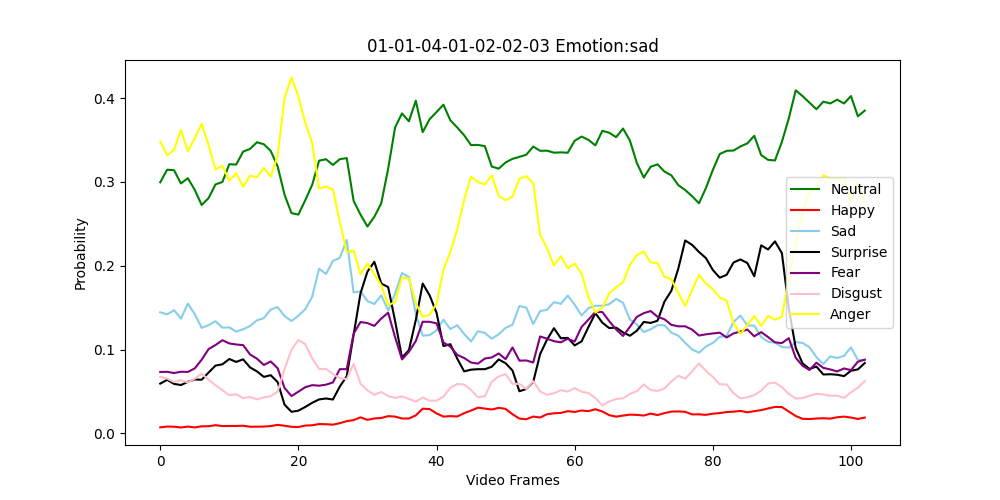 01-01-04-01-02-02-03 Emotion:sad
0.4
0.3
0.2
0.1
0.0
Probability
0
20
40
60
80
100
Video Frames
Neutral
Happy
Sad
Surprise
Fear
Disgust
Anger